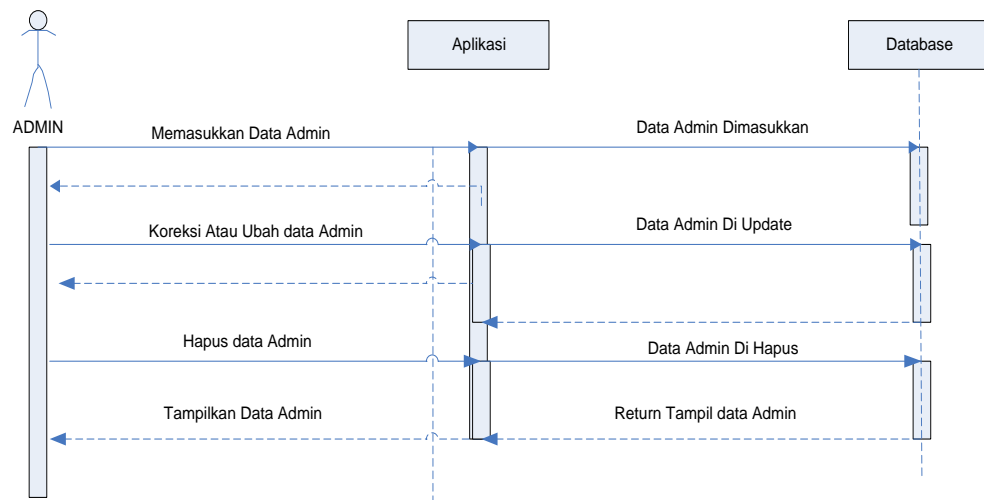 Aplikasi
Database
ADMIN
Memasukkan Data Admin
Data Admin Dimasukkan
Koreksi Atau Ubah data Admin
Data Admin Di Update
Hapus data Admin
Data Admin Di Hapus
Tampilkan Data Admin
Return Tampil data Admin